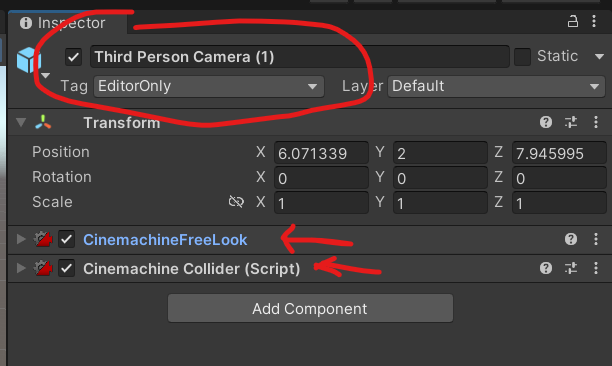 Inspector
Third Person Camera (1)
Static
Tag EditorOnly Layer Default
Transform
Position X 6.071339 Y 2 Z 7.945995
Rotation X 0 Y 0 Z 0
Scale X 1 Y 1 Z 1
CinemachineFreeLook
Cinemachine Collider (Script)
Add Component